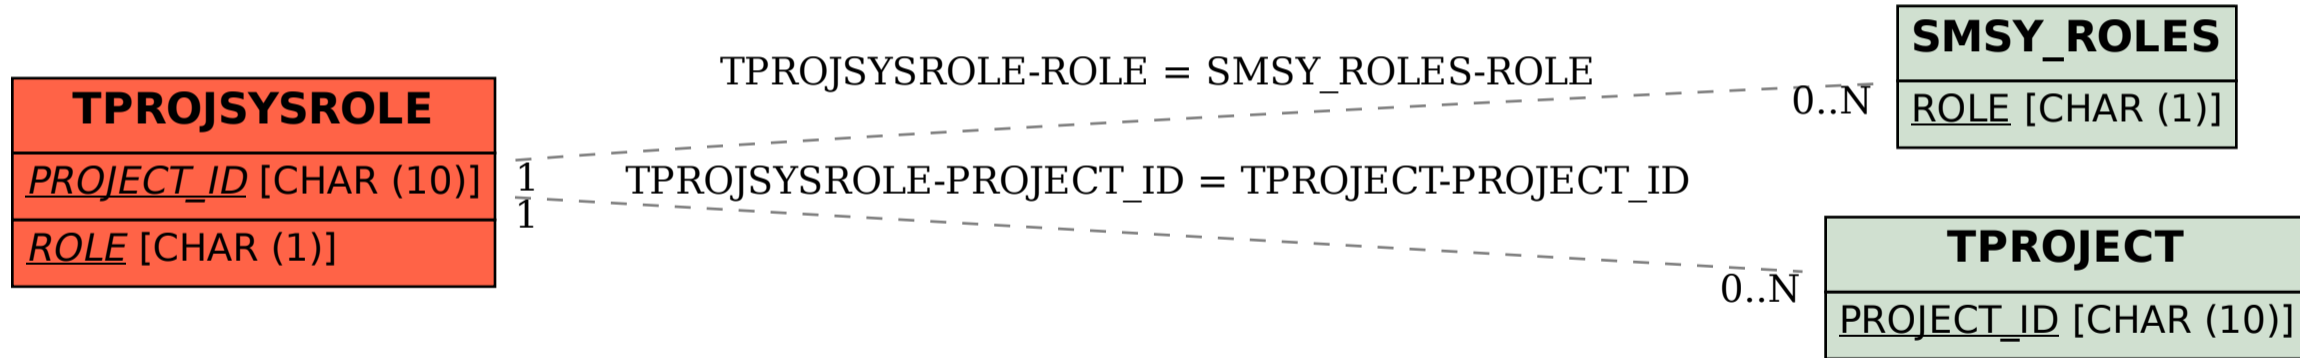 TPROJSYSROLE
PROJECT_ID [CHAR (10)]
ROLE [CHAR (1)]
TPROJSYSROLE-ROLE = SMSY_ROLES-ROLE
0..N
1
TPROJSYSROLE-PROJECT_ID = TPROJECT-PROJECT_ID
1
0..N
SMSY_ROLES
ROLE [CHAR (1)]
TPROJECT
PROJECT_ID [CHAR (10)]